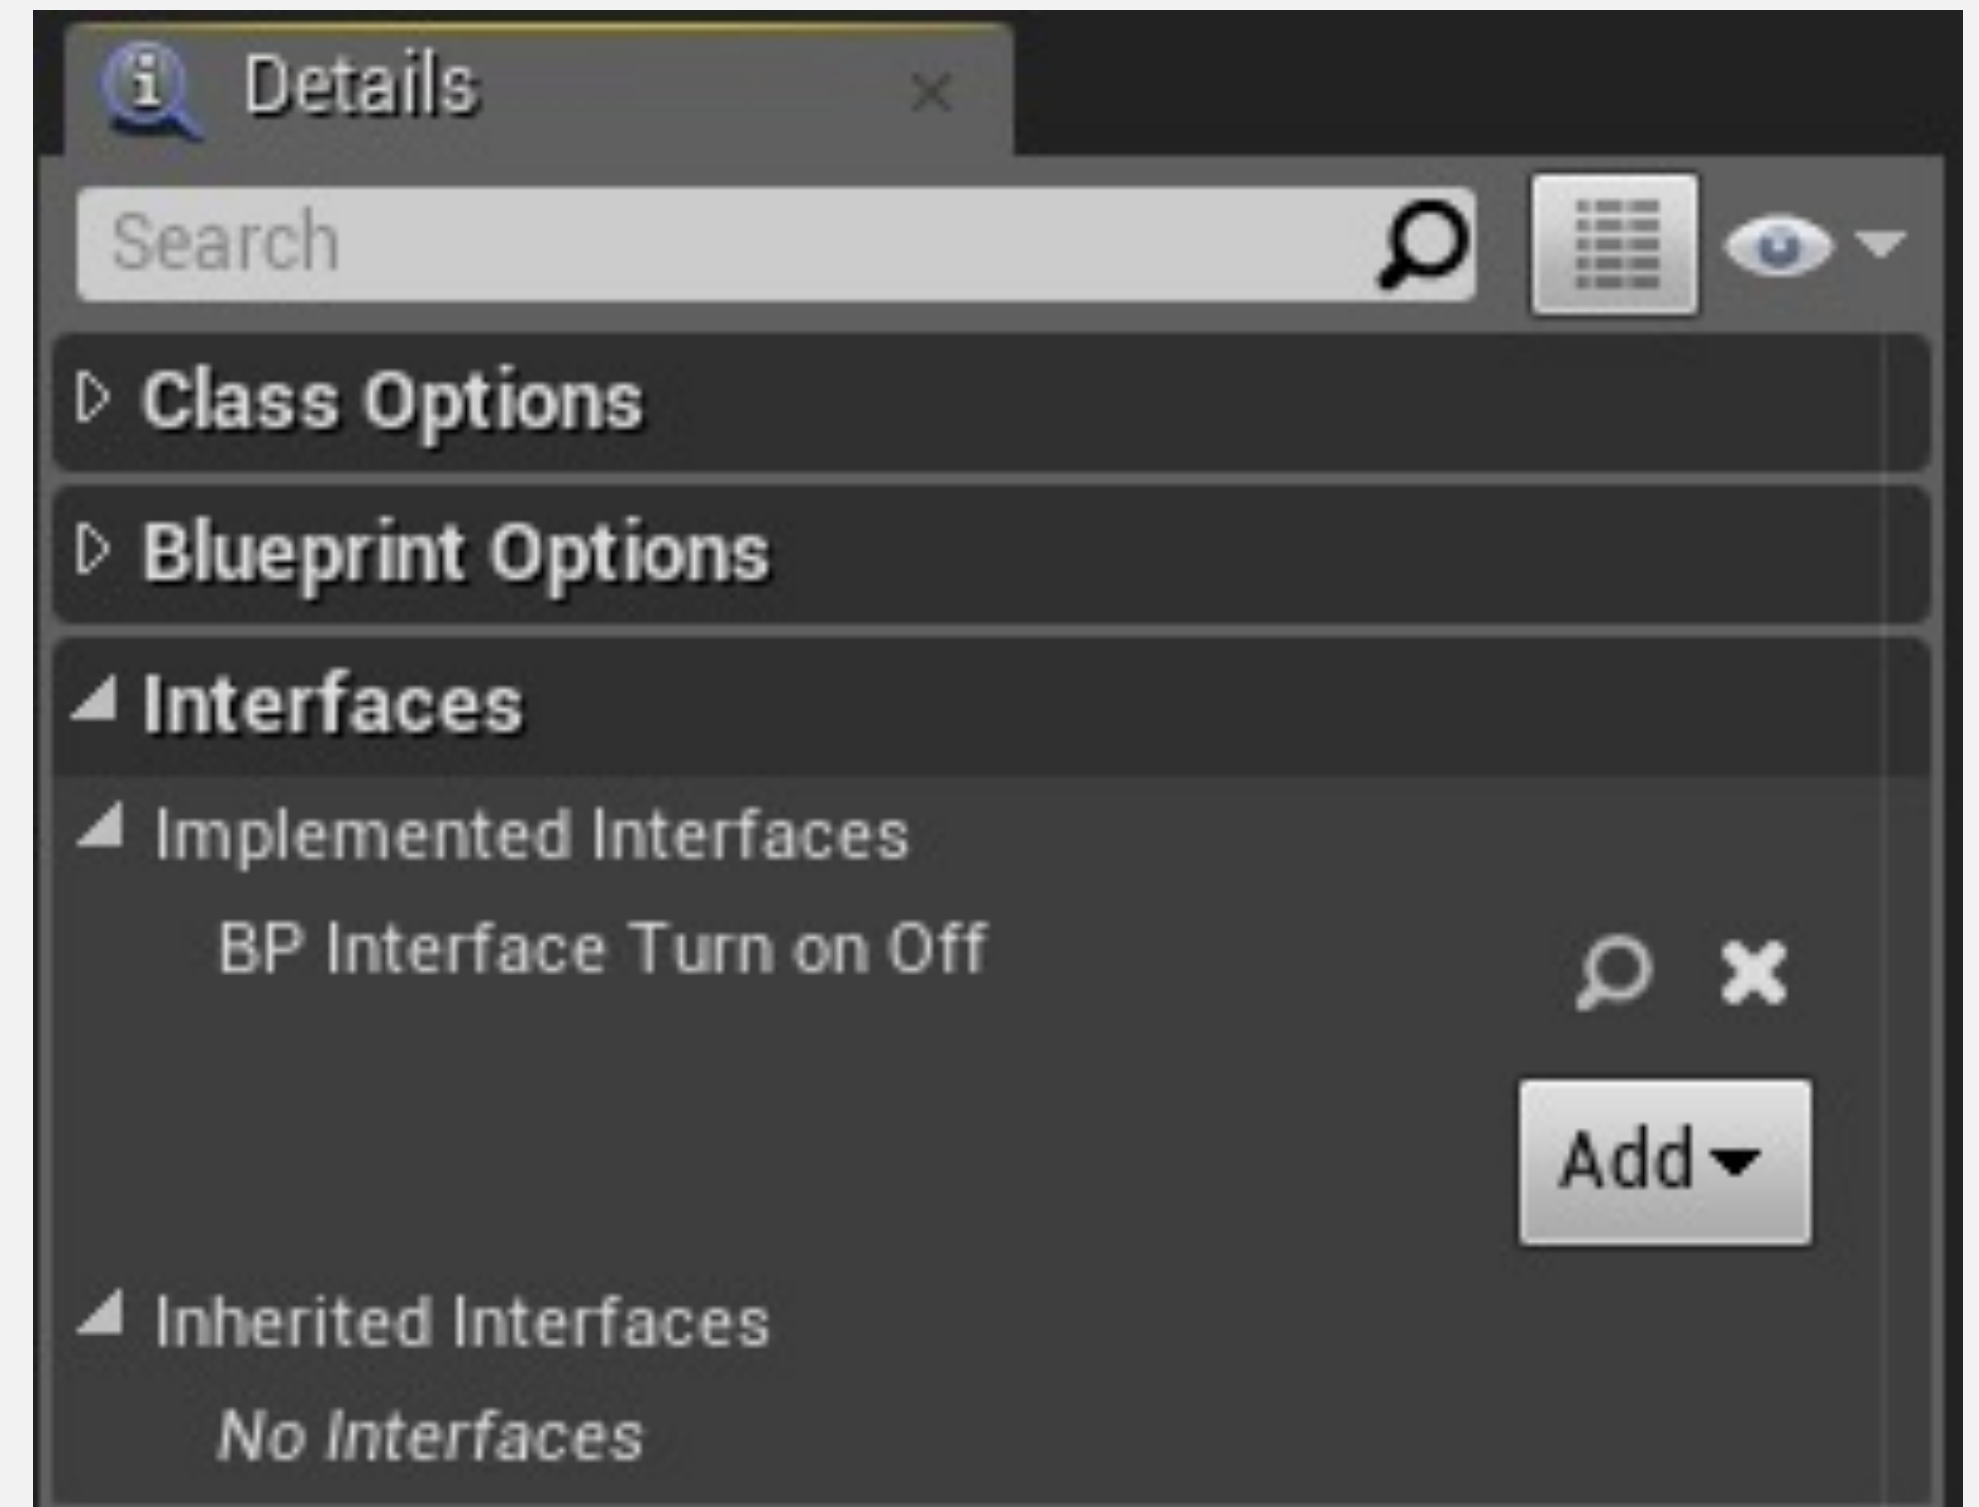 Details
Search
Class Options
Blueprint Options
Interfaces
Implemented Interfaces
BP Interface Turn on Off
Add
Inherited Interfaces
No Interfaces